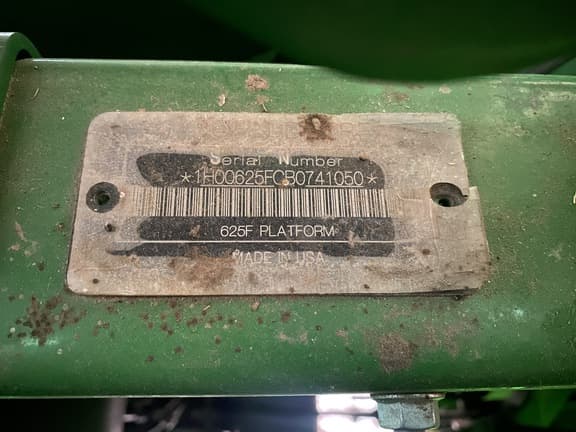 Serial Number
*1H00625FCB0741050*
625F PLATFORM
MADE IN USA